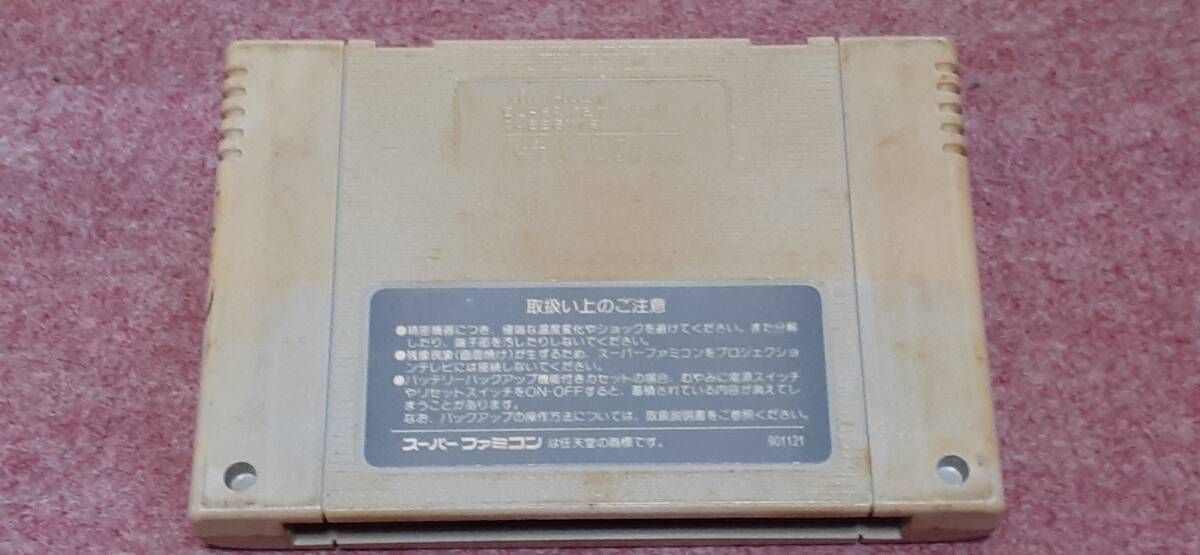 取扱い上のご注意
●精密機器につき、極端な温度変化やショックを避けてください。また分解
したり、端子部を汚したりしないでください。
●残像現象(画面焼け)が生ずるため、スーパーファミコンをプロジェクショ
ンテレビには接続しないでください。
●バッテリーバックアップ機能付きカセットの場合、むやみに電源スイッチ
やリセットスイッチをON-OFFすると、蓄積されている内容が消えてし
まうことがあります。
なお、バックアップの操作方法については、取扱説明書をご参照ください。
スーパーファミコン は任天堂の商標です。
901121